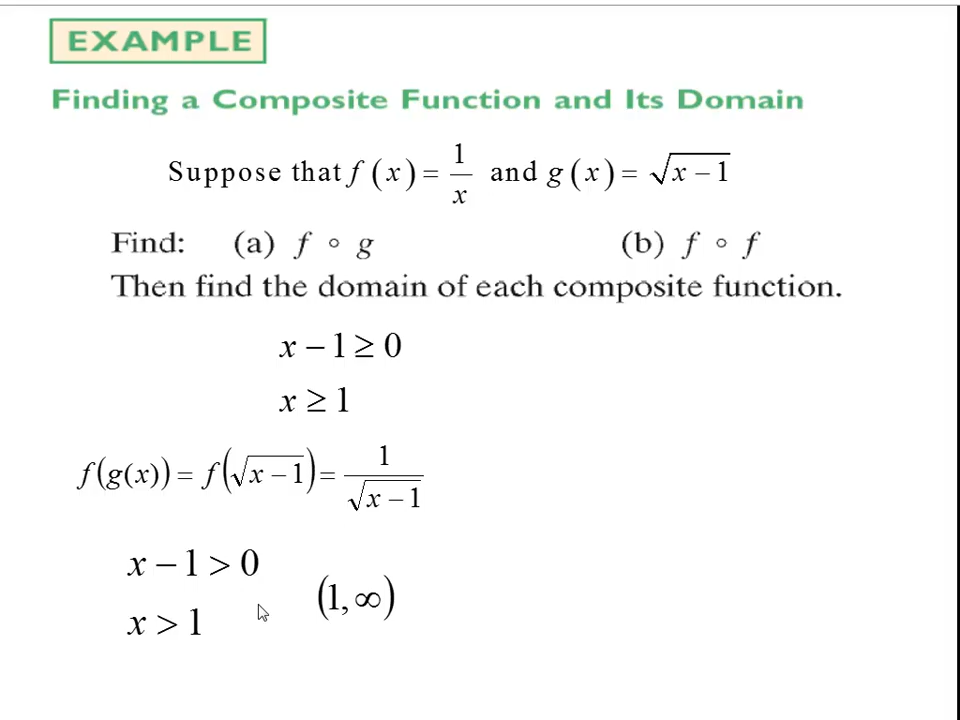 EXAMPLE
Finding a Composite Function and Its Domain
Suppose that f(x) = 1/x and g(x) = √(x − 1)
Find: (a) f ∘ g (b) f ∘ f
Then find the domain of each composite function.
x − 1 ≥ 0
x ≥ 1
f(g(x)) = f(√(x − 1)) = 1/√(x − 1)
x − 1 > 0
(1, ∞)
x > 1